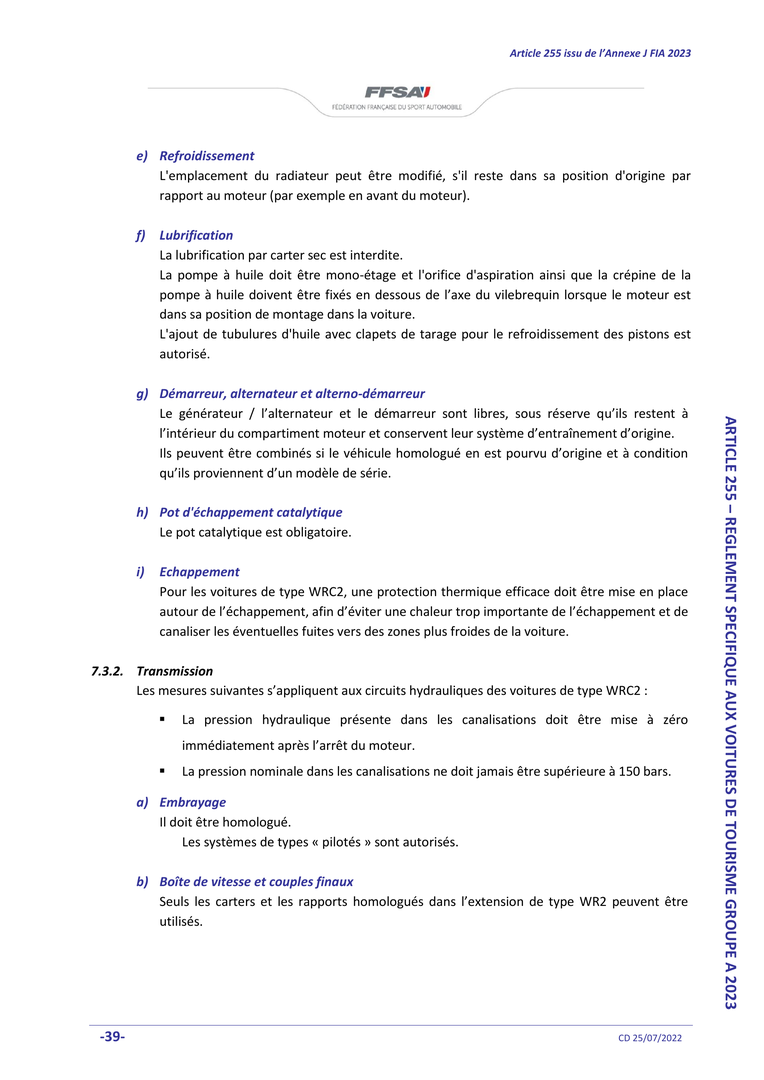 Article 255 issu de l’Annexe J FIA 2023
FFSA
FÉDÉRATION FRANÇAISE DU SPORT AUTOMOBILE
e) Refroidissement
L'emplacement du radiateur peut être modifié, s'il reste dans sa position d'origine par
rapport au moteur (par exemple en avant du moteur).
f) Lubrification
La lubrification par carter sec est interdite.
La pompe à huile doit être mono-étage et l'orifice d'aspiration ainsi que la crépine de la
pompe à huile doivent être fixés en dessous de l’axe du vilebrequin lorsque le moteur est
dans sa position de montage dans la voiture.
L'ajout de tubulures d'huile avec clapets de tarage pour le refroidissement des pistons est
autorisé.
g) Démarreur, alternateur et alterno-démarreur
Le générateur / l’alternateur et le démarreur sont libres, sous réserve qu’ils restent à
l’intérieur du compartiment moteur et conservent leur système d’entraînement d’origine.
Ils peuvent être combinés si le véhicule homologué en est pourvu d’origine et à condition
qu’ils proviennent d’un modèle de série.
h) Pot d'échappement catalytique
Le pot catalytique est obligatoire.
i) Echappement
Pour les voitures de type WRC2, une protection thermique efficace doit être mise en place
autour de l’échappement, afin d’éviter une chaleur trop importante de l’échappement et de
canaliser les éventuelles fuites vers des zones plus froides de la voiture.
7.3.2. Transmission
Les mesures suivantes s’appliquent aux circuits hydrauliques des voitures de type WRC2 :
▪ La pression hydraulique présente dans les canalisations doit être mise à zéro
immédiatement après l’arrêt du moteur.
▪ La pression nominale dans les canalisations ne doit jamais être supérieure à 150 bars.
a) Embrayage
Il doit être homologué.
Les systèmes de types « pilotés » sont autorisés.
b) Boîte de vitesse et couples finaux
Seuls les carters et les rapports homologués dans l’extension de type WR2 peuvent être
utilisés.
ARTICLE 255 – REGLEMENT SPECIFIQUE AUX VOITURES DE TOURISME GROUPE A 2023
-39-
CD 25/07/2022